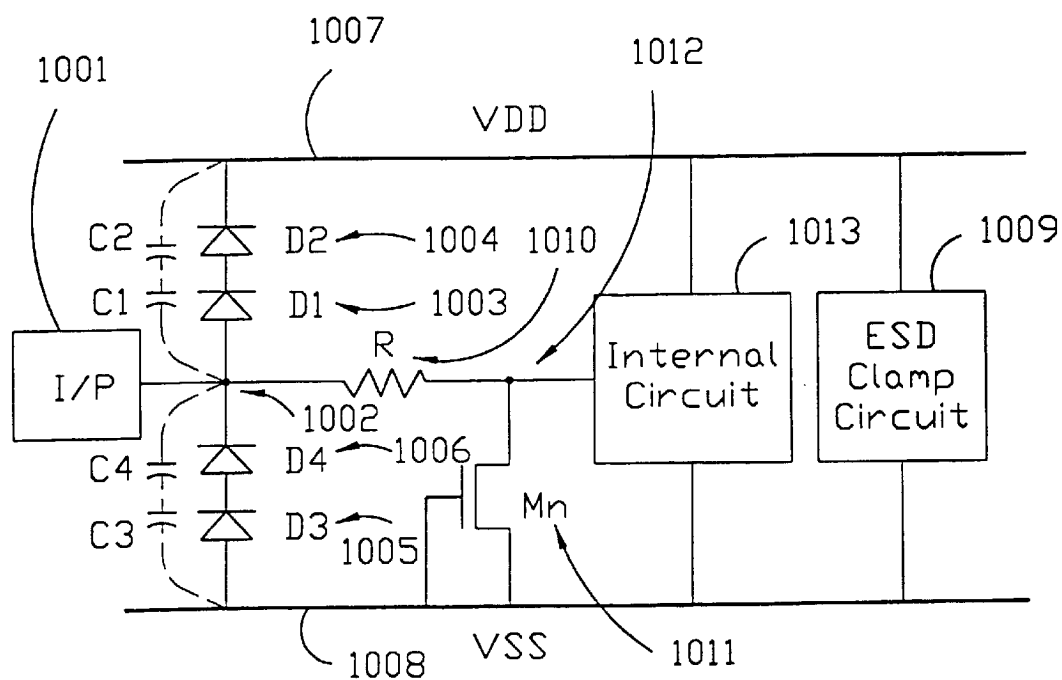 1007
1012
1001
VDD
C2
D2
1004
1010
1013
1009
C1
D1
1003
R
I/P
1002
Internal
Circuit
ESD
Clamp
Circuit
C4
D4
1006
C3
D3
1005
Mn
1008
VSS
1011